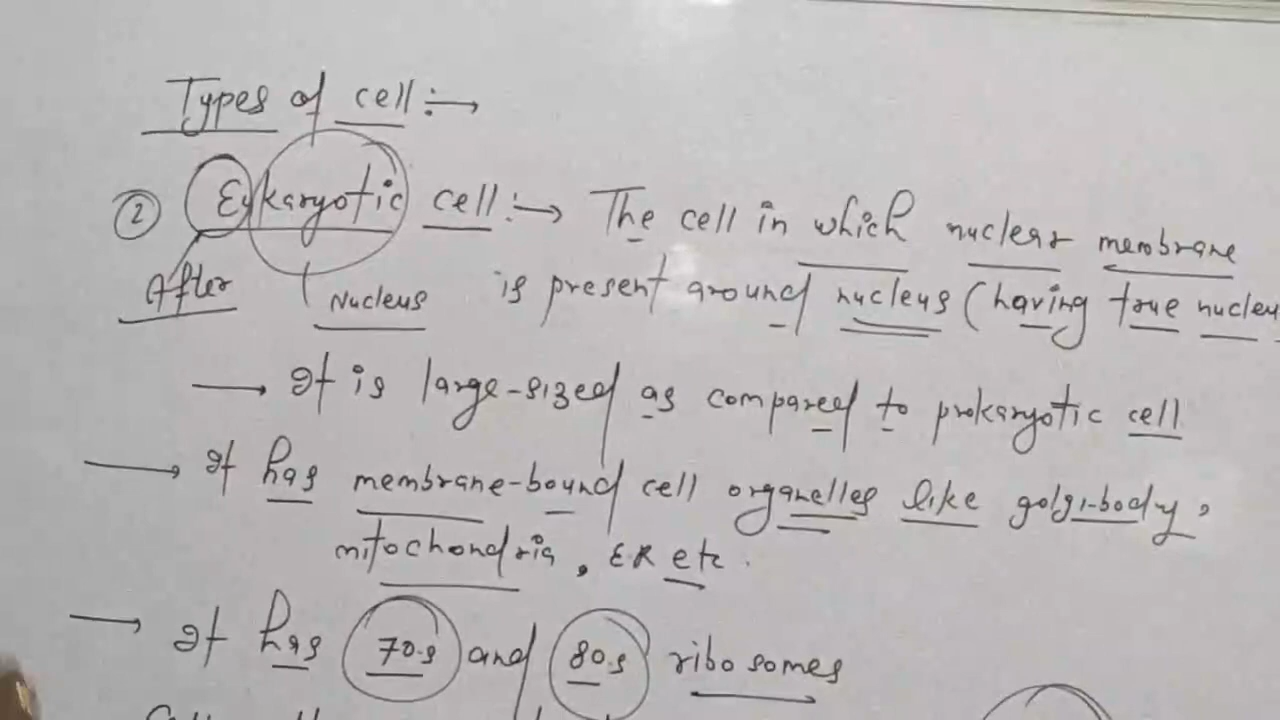 Types of cell :→
② Eukaryotic cell :→ The cell in which nuclear membrane
After Nucleus is present around nucleus (having true nucleu
→ It is large-sized as compared to prokaryotic cell
→ It has membrane-bound cell organelles like golgi-body,
mitochondria, ER etc.
→ It has 70s and 80s ribosomes